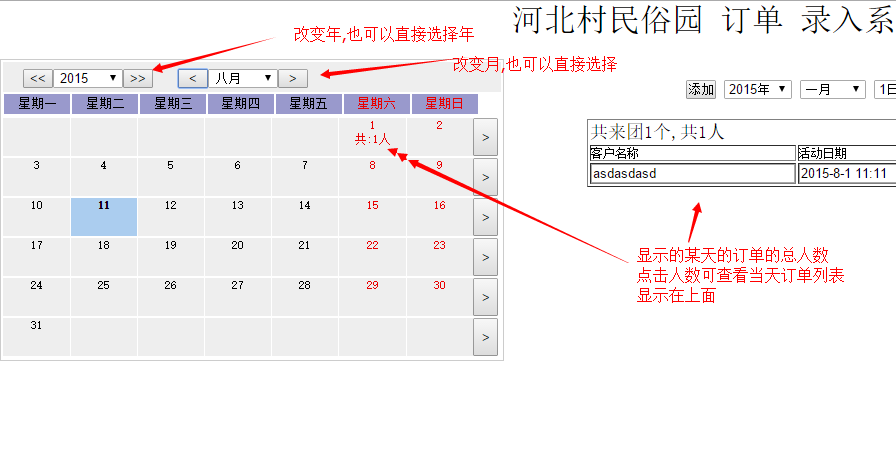 改变年,也可以直接选择年
河北村民俗园 订单 录入系
改变月,也可以直接选择
<< 2015 >> < 八月 >
添加 2015年 一月 1日
星期一 星期二 星期三 星期四 星期五 星期六 星期日
1 2
共:1人
>
3 4 5 6 7 8 9 >
10 11 12 13 14 15 16 >
17 18 19 20 21 22 23 >
24 25 26 27 28 29 30 >
31 >
共来团1个,共1人
客户名称 活动日期
asdasdasd 2015-8-1 11:11
显示的某天的订单的总人数
点击人数可查看当天订单列表
显示在上面